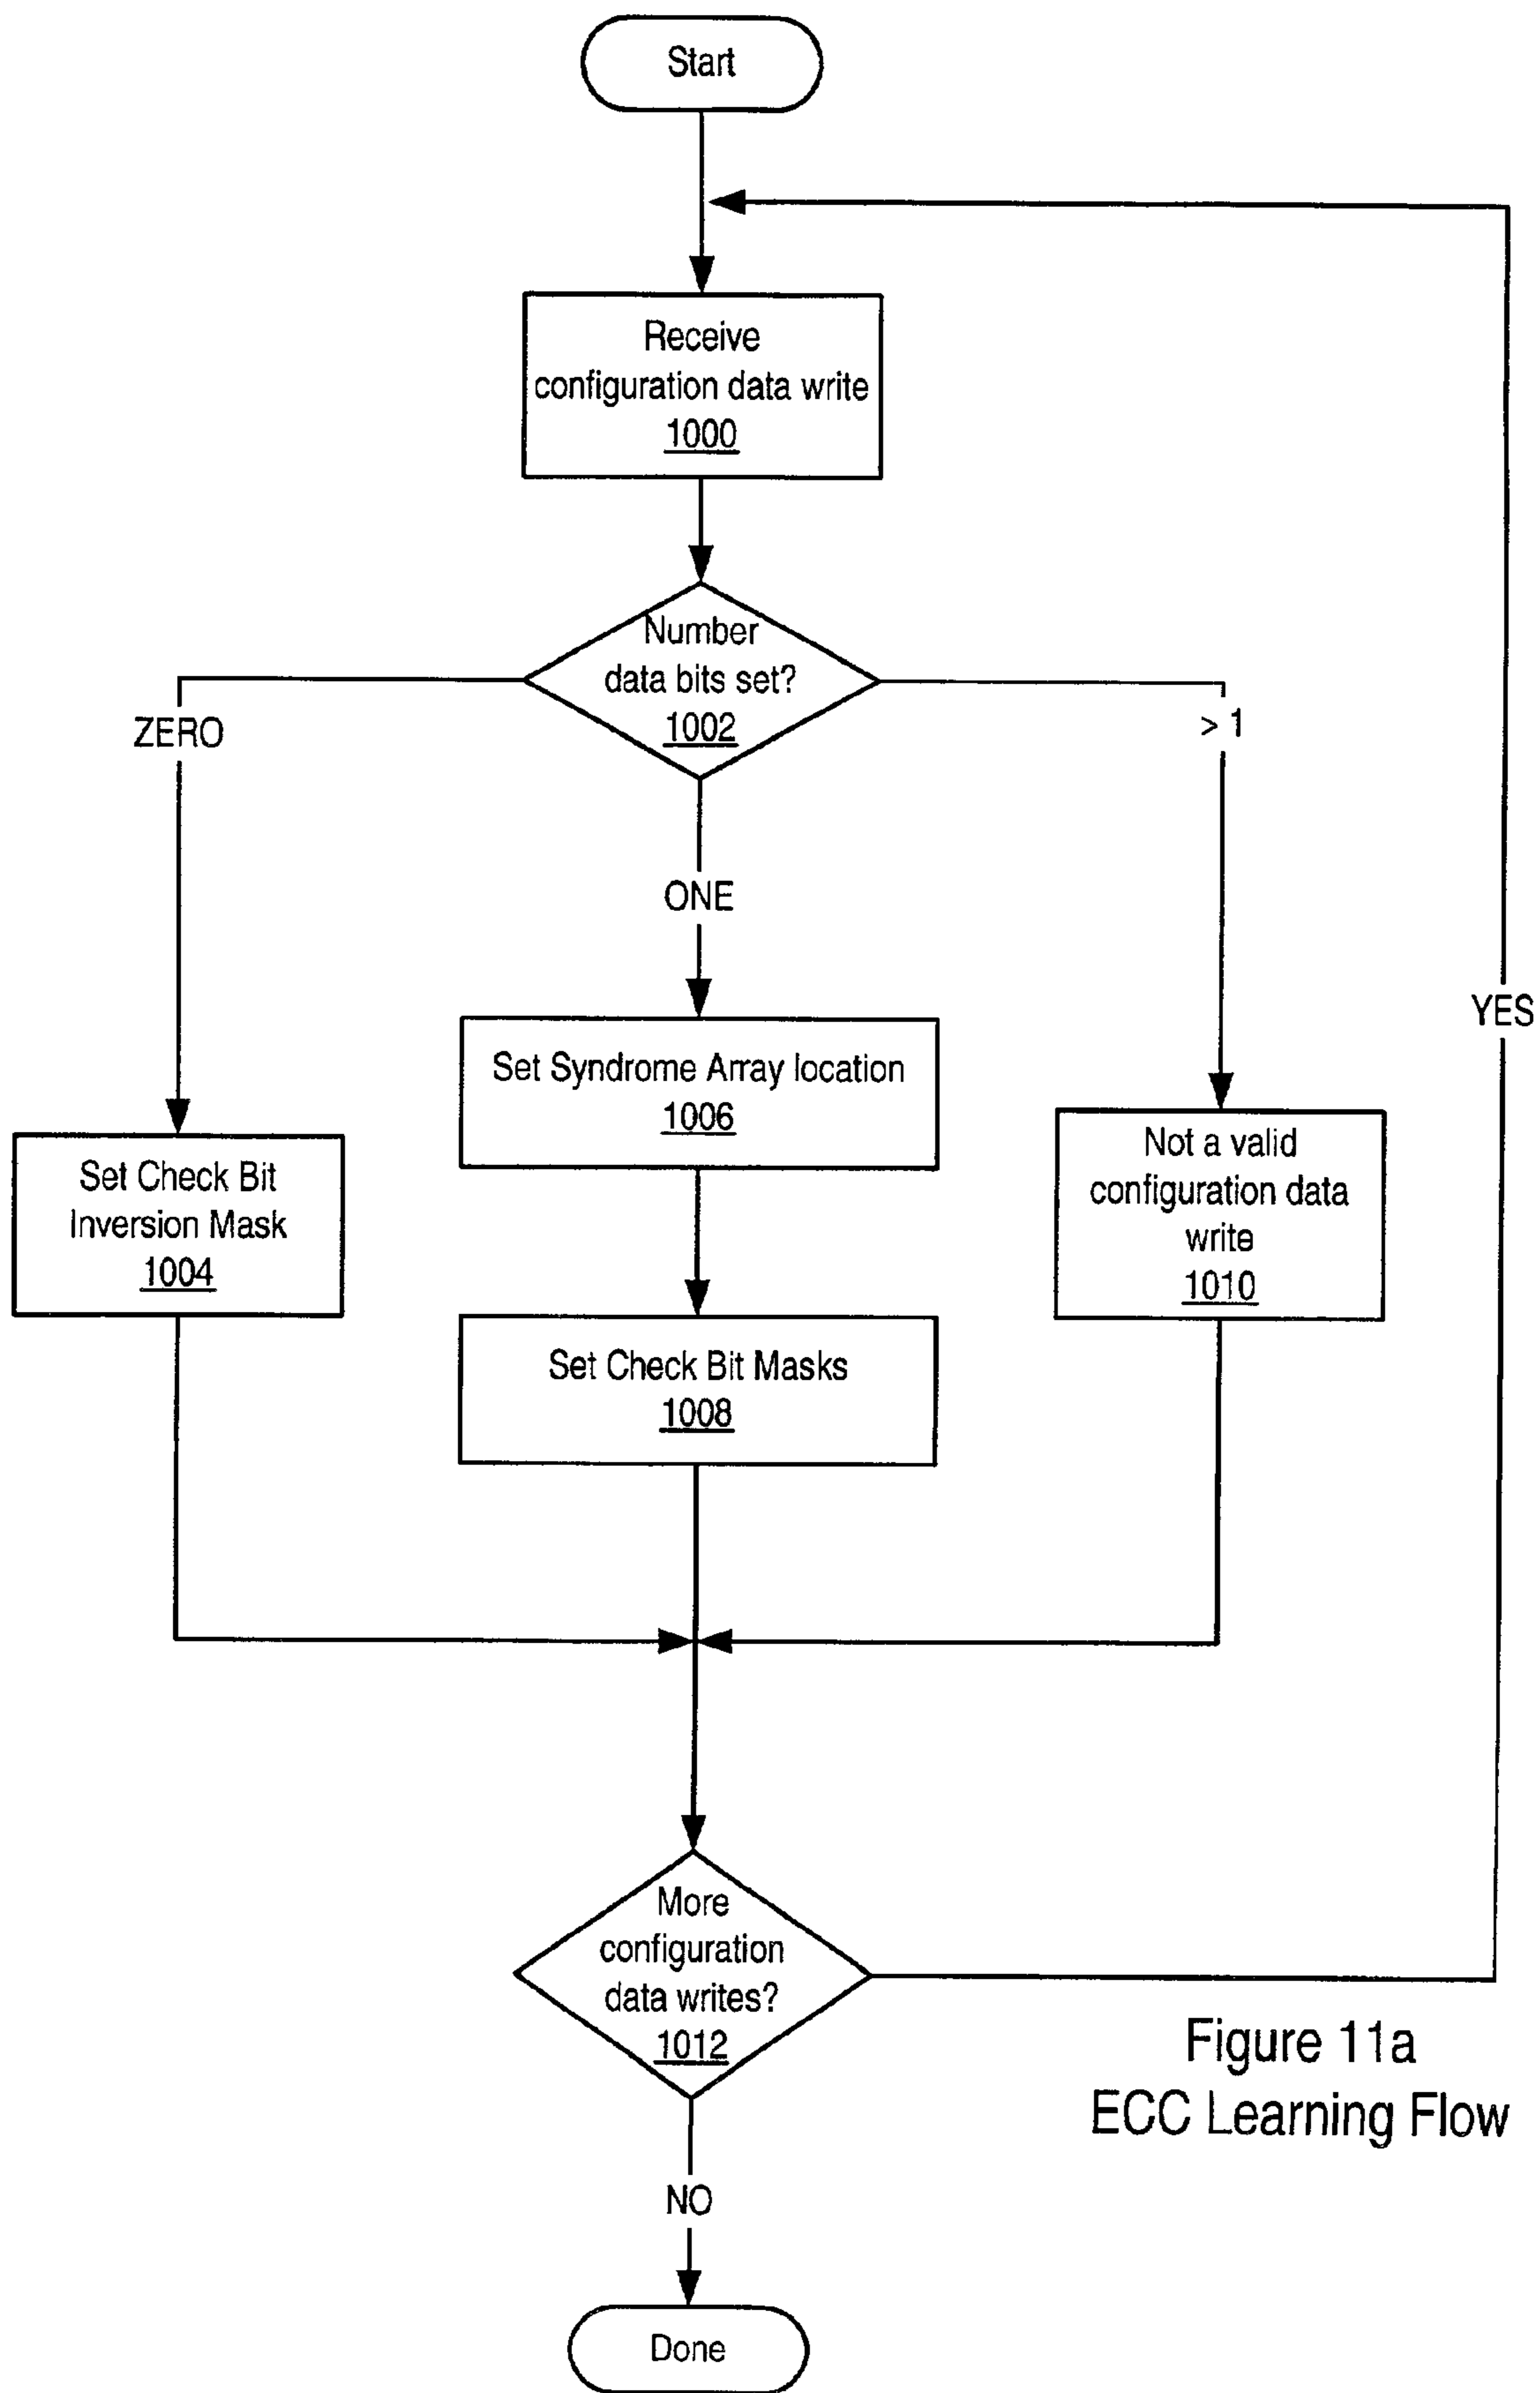 Start
Receive
configuration data write
1000
Number
data bits set?
1002
ZERO
> 1
ONE
YES
Set Syndrome Array location
1006
Set Check Bit
Inversion Mask
1004
Not a valid
configuration data
write
1010
Set Check Bit Masks
1008
More
configuration
data writes?
1012
Figure 11a
ECC Learning Flow
NO
Done